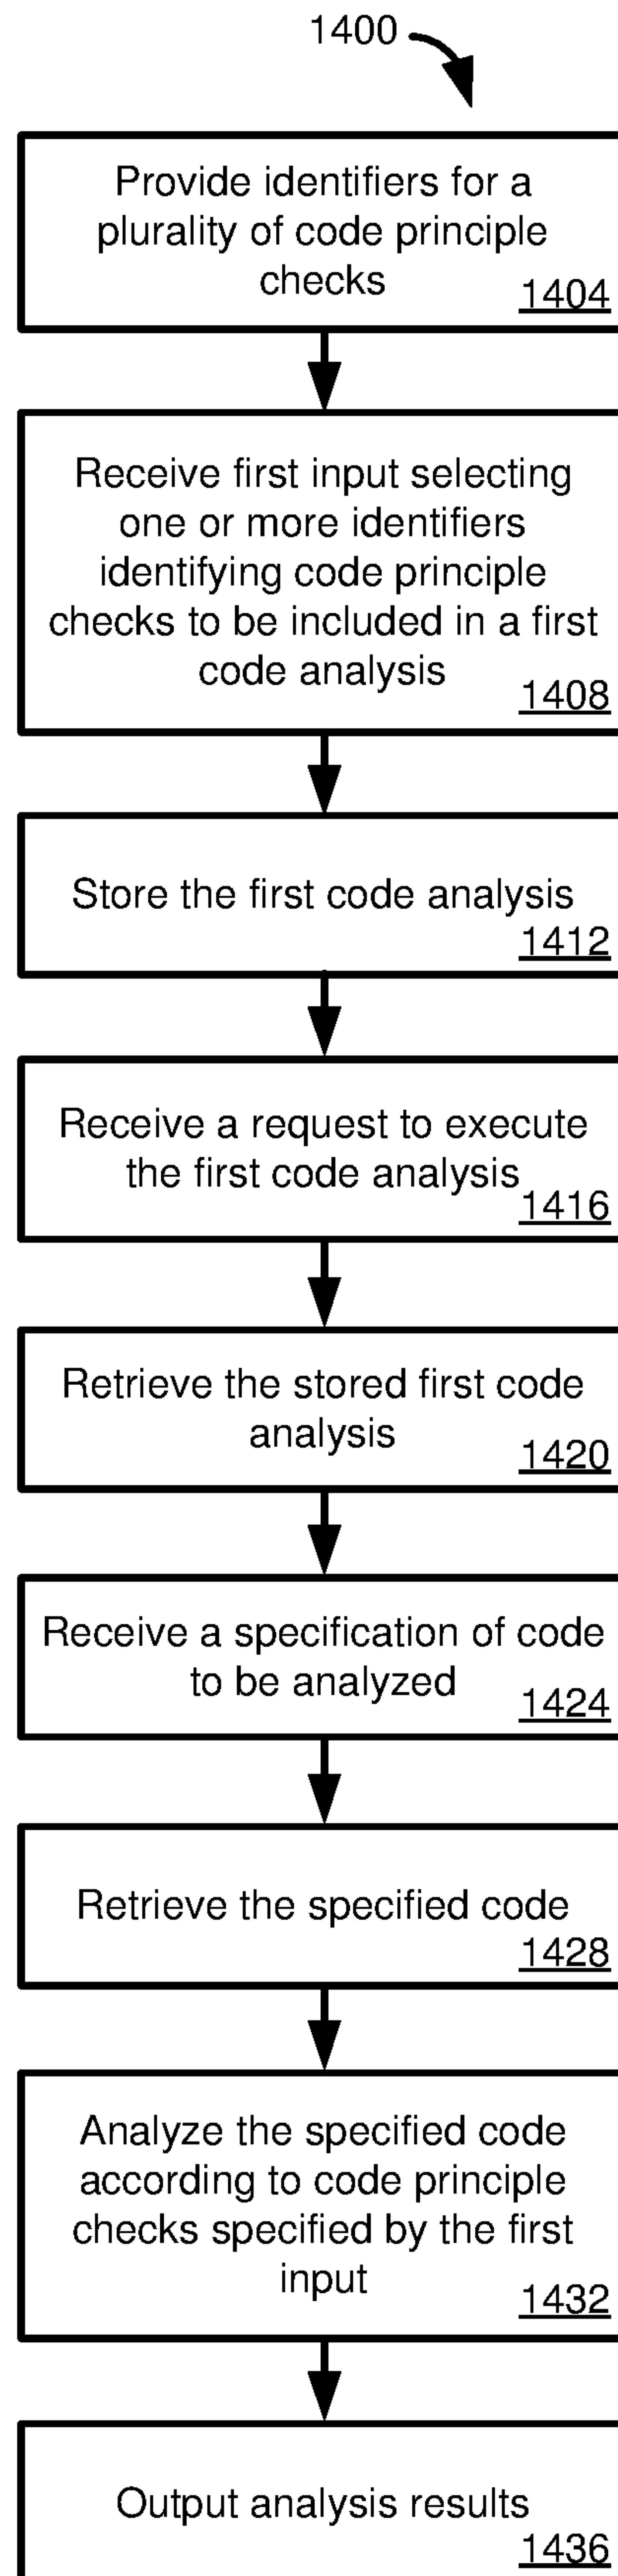 1400
Provide identifiers for a
plurality of code principle
checks
1404
Receive first input selecting
one or more identifiers
identifying code principle
checks to be included in a first
code analysis
1408
Store the first code analysis
1412
Receive a request to execute
the first code analysis
1416
Retrieve the stored first code
analysis
1420
Receive a specification of code
to be analyzed
1424
Retrieve the specified code
1428
Analyze the specified code
according to code principle
checks specified by the first
input
1432
Output analysis results
1436